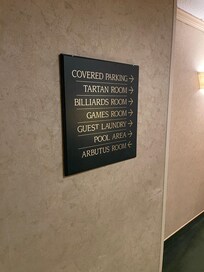 COVERED PARKING →
TARTAN ROOM →
BILLIARDS ROOM →
GAMES ROOM →
GUEST LAUNDRY →
POOL AREA →
ARBUTUS ROOM ←